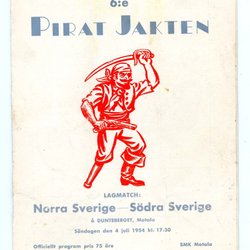 6:e
PIRAT JAKTEN
LAGMATCH:
Norra Sverige — Södra Sverige
å DUNTEBERGET, Motala
Söndagen den 4 juli 1954 kl. 17.30
Officiellt program pris 75 öre
SMK Motala